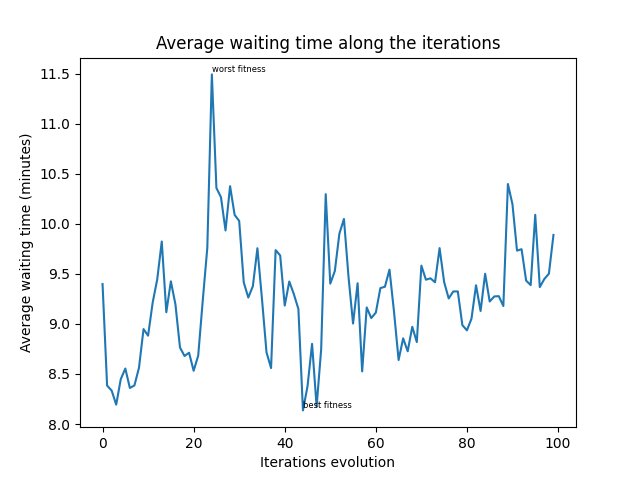 Average waiting time along the iterations
Average waiting time (minutes)
11.5
11.0
10.5
10.0
9.5
9.0
8.5
8.0
worst fitness
best fitness
0 20 40 60 80 100
Iterations evolution